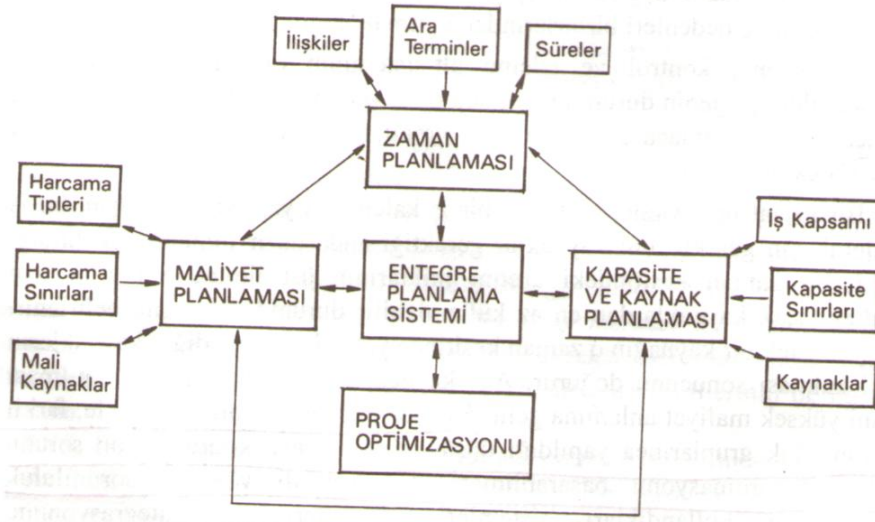 İlişkiler
Ara
Terminler
Süreler
ZAMAN
PLANLAMASI
Harcama
Tipleri
Harcama
Sınırları
Mali
Kaynaklar
MALİYET
PLANLAMASI
ENTEGRE
PLANLAMA
SİSTEMİ
KAPASİTE
VE KAYNAK
PLANLAMASI
İş Kapsamı
Kapasite
Sınırları
Kaynaklar
PROJE
OPTİMİZASYONU